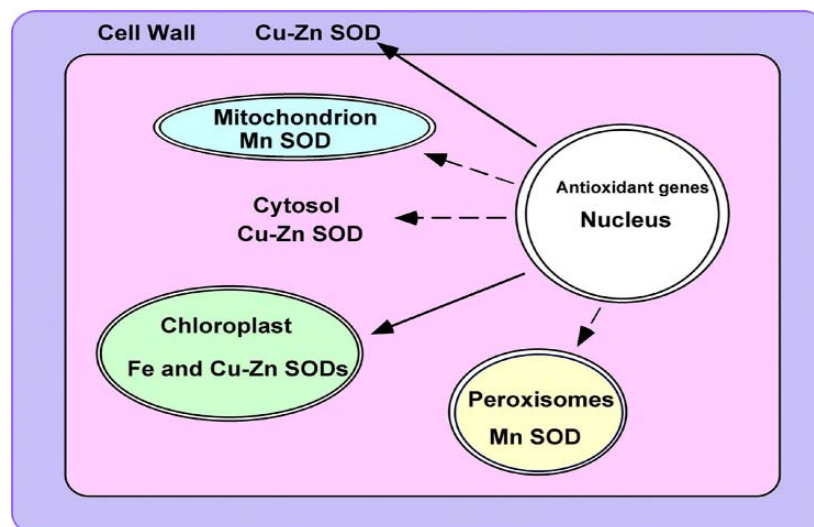 Cell Wall Cu-Zn SOD
Mitochondrion
Mn SOD
Antioxidant genes
Nucleus
Cytosol
Cu-Zn SOD
Chloroplast
Fe and Cu-Zn SODs
Peroxisomes
Mn SOD